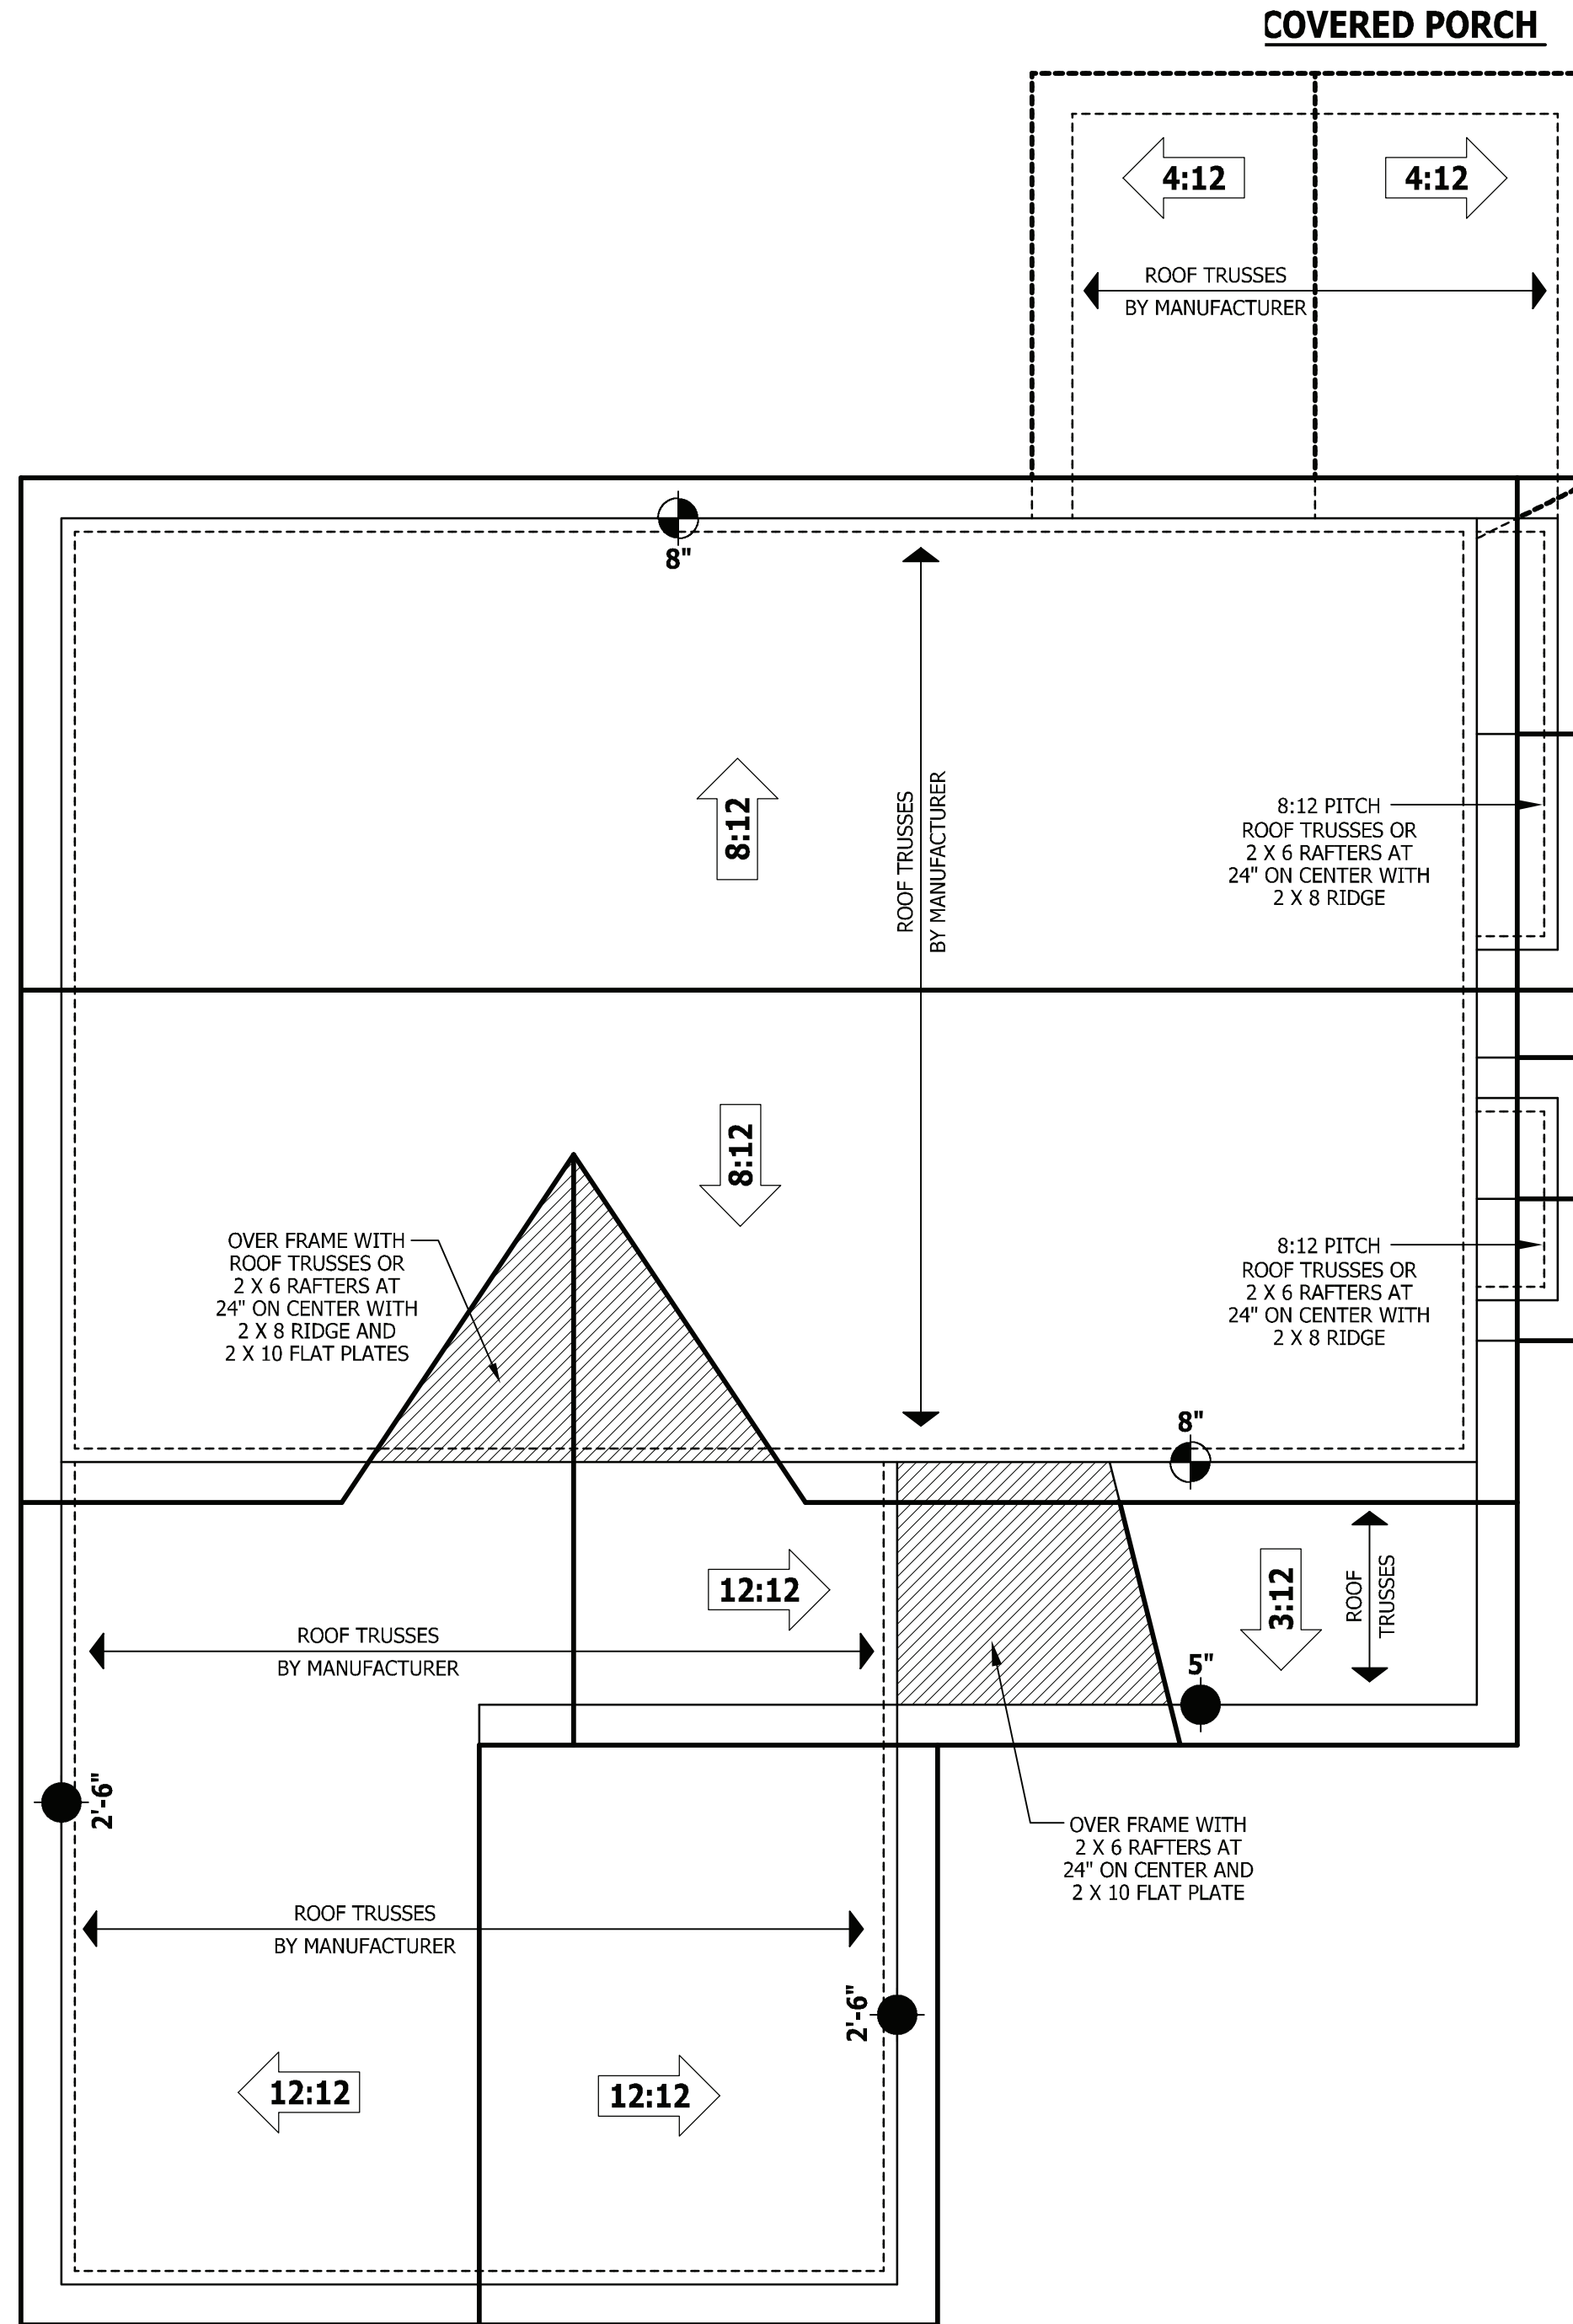 COVERED PORCH
4:12
4:12
ROOF TRUSSES
BY MANUFACTURER
8"
8:12
ROOF TRUSSES
BY MANUFACTURER
8:12 PITCH
ROOF TRUSSES OR
2 X 6 RAFTERS AT
24" ON CENTER WITH
2 X 8 RIDGE
8:12
OVER FRAME WITH
ROOF TRUSSES OR
2 X 6 RAFTERS AT
24" ON CENTER WITH
2 X 8 RIDGE AND
2 X 10 FLAT PLATES
8:12 PITCH
ROOF TRUSSES OR
2 X 6 RAFTERS AT
24" ON CENTER WITH
2 X 8 RIDGE
8"
12:12
3:12
ROOF
TRUSSES
ROOF TRUSSES
BY MANUFACTURER
5"
2'-6"
OVER FRAME WITH
2 X 6 RAFTERS AT
24" ON CENTER AND
2 X 10 FLAT PLATE
ROOF TRUSSES
BY MANUFACTURER
2'-6"
12:12
12:12